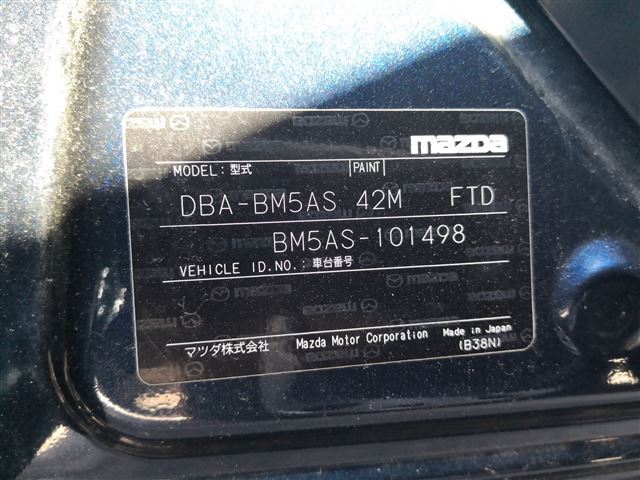 mazda
MODEL: 型式 PAINT
DBA-BM5AS 42M FTD
BM5AS-101498
VEHICLE ID.NO.: 車台番号
マツダ株式会社 Mazda Motor Corporation Made in Japan
(B38N)